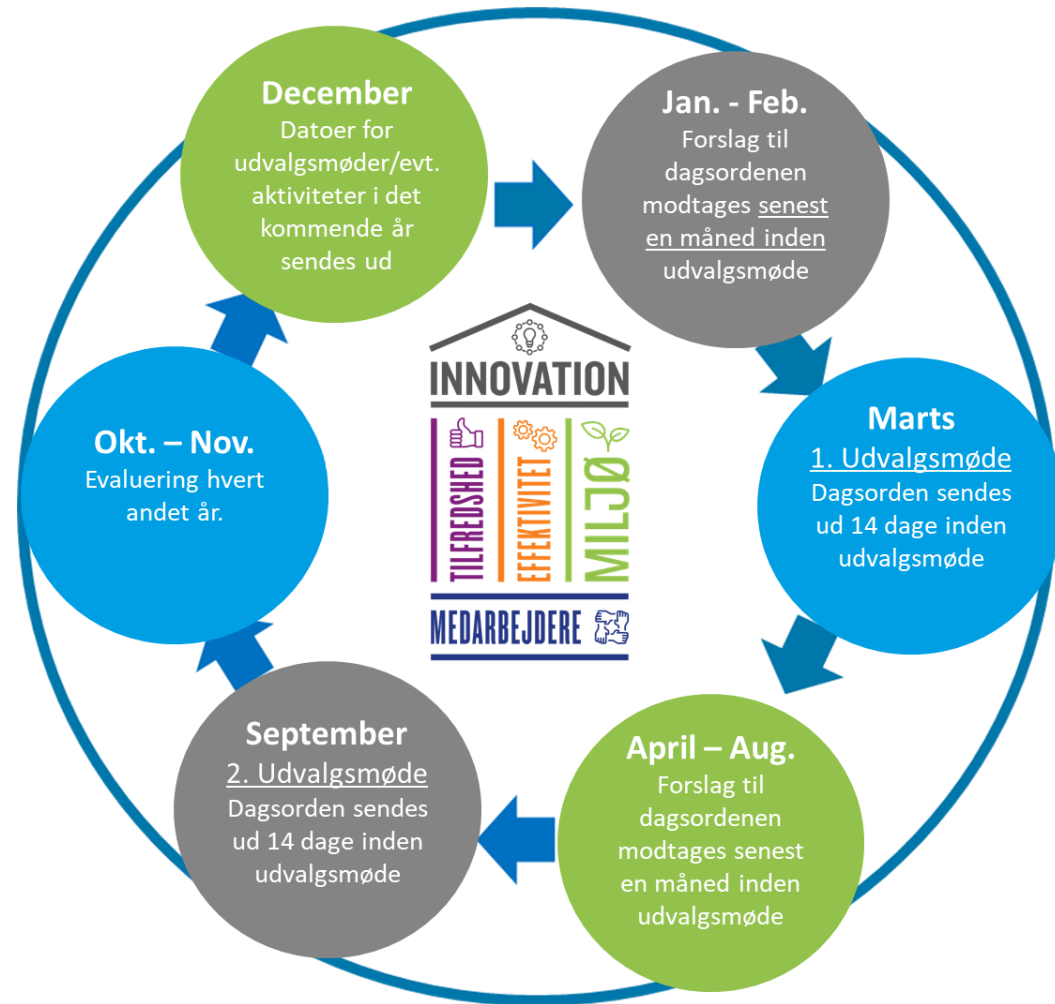 December
Datoer for
udvalgsmøder/evt.
aktiviteter i det
kommende år
sendes ud
Jan. - Feb.
Forslag til
dagsordenen
modtages senest
en måned inden
udvalgsmøde
Marts
1. Udvalgsmøde
Dagsorden sendes
ud 14 dage inden
udvalgsmøde
April – Aug.
Forslag til
dagsordenen
modtages senest
en måned inden
udvalgsmøde
September
2. Udvalgsmøde
Dagsorden sendes
ud 14 dage inden
udvalgsmøde
Okt. – Nov.
Evaluering hvert
andet år.
INNOVATION
TILFREDSHED
EFFEKTIVITET
MILJØ
MEDARBEJDERE